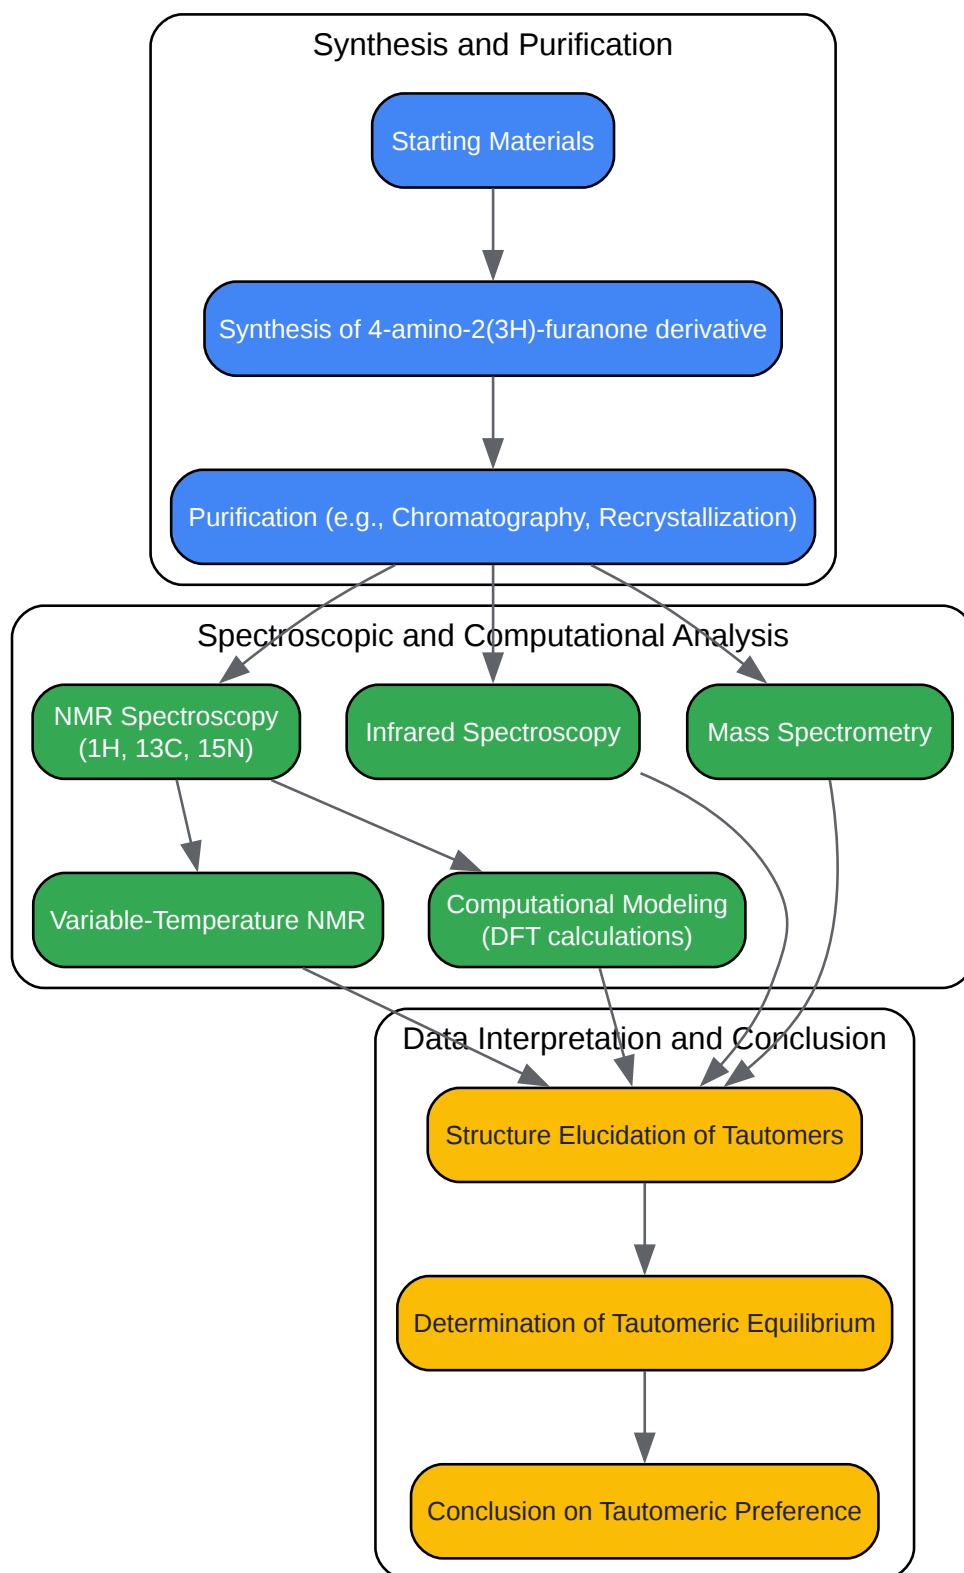 Synthesis and Purification
Starting Materials
Synthesis of 4-amino-2(3H)-furanone derivative
Purification (e.g., Chromatography, Recrystallization)
Spectroscopic and Computational Analysis
NMR Spectroscopy
(1H, 13C, 15N)
Infrared Spectroscopy
Mass Spectrometry
Variable-Temperature NMR
Computational Modeling
(DFT calculations)
Data Interpretation and Conclusion
Structure Elucidation of Tautomers
Determination of Tautomeric Equilibrium
Conclusion on Tautomeric Preference